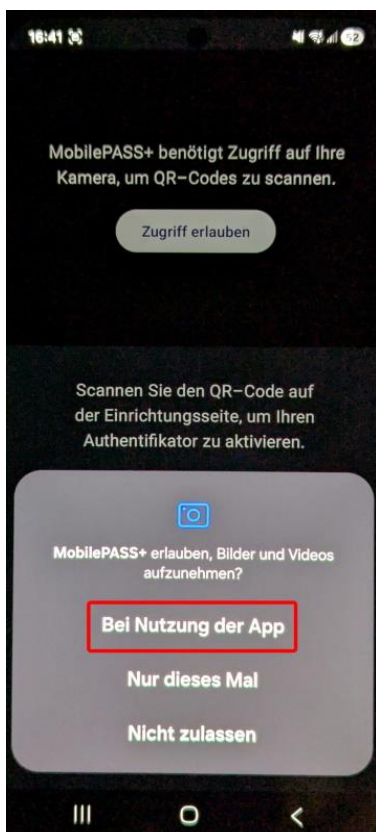 16:41
52
MobilePASS+ benötigt Zugriff auf Ihre
Kamera, um QR-Codes zu scannen.
Zugriff erlauben
Scannen Sie den QR-Code auf
der Einrichtungsseite, um Ihren
Authentifikator zu aktivieren.
MobilePASS+ erlauben, Bilder und Videos
aufzunehmen?
Bei Nutzung der App
Nur dieses Mal
Nicht zulassen